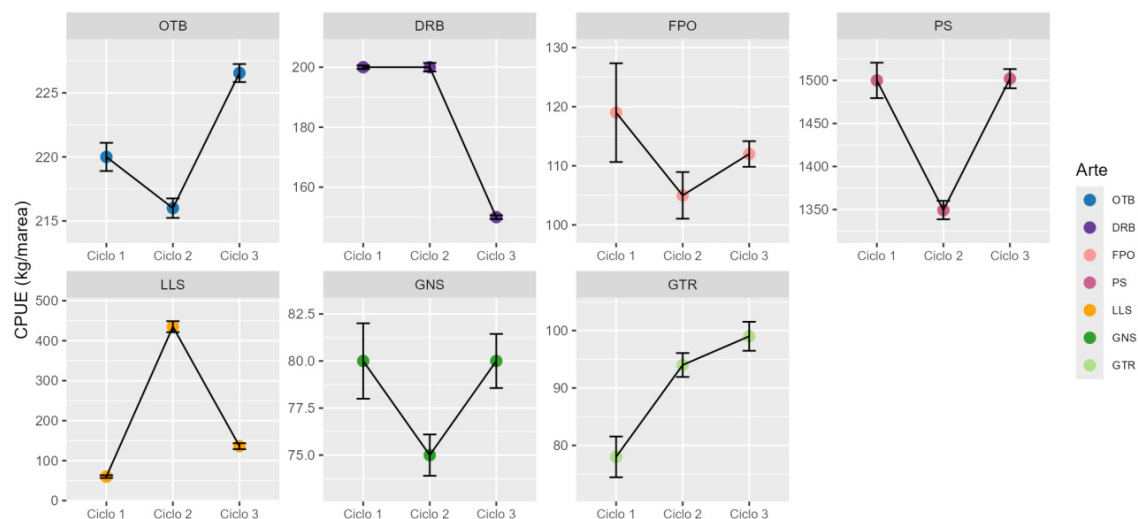 OTB
DRB
FPO
PS
225
220
215
200
180
160
130
120
110
100
1500
1450
1400
1350
Ciclo 1 Ciclo 2 Ciclo 3
Ciclo 1 Ciclo 2 Ciclo 3
Ciclo 1 Ciclo 2 Ciclo 3
Ciclo 1 Ciclo 2 Ciclo 3
CPUE (kg/marea)
LLS
GNS
GTR
500
400
300
200
100
0
82.5
80.0
77.5
75.0
100
90
80
Ciclo 1 Ciclo 2 Ciclo 3
Ciclo 1 Ciclo 2 Ciclo 3
Ciclo 1 Ciclo 2 Ciclo 3
Arte
OTB
DRB
FPO
PS
LLS
GNS
GTR